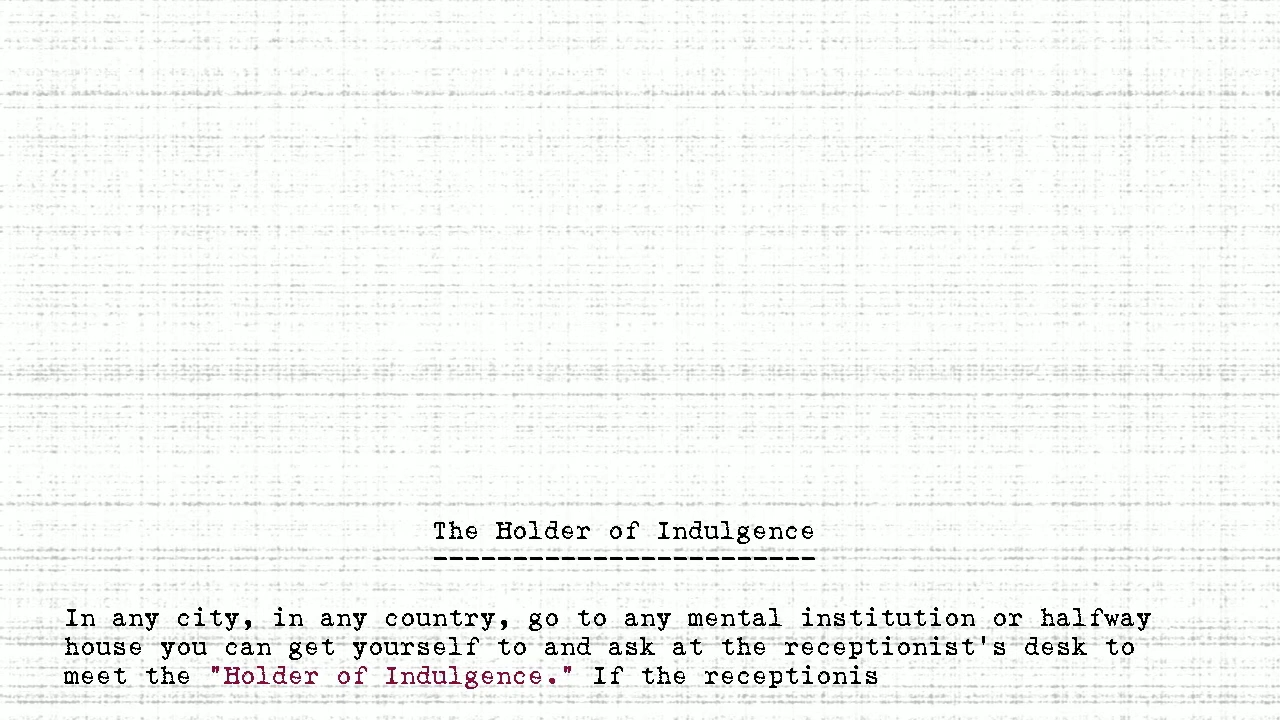 The Holder of Indulgence
------------------------
In any city, in any country, go to any mental institution or halfway
house you can get yourself to and ask at the receptionist's desk to
meet the "Holder of Indulgence." If the receptionis